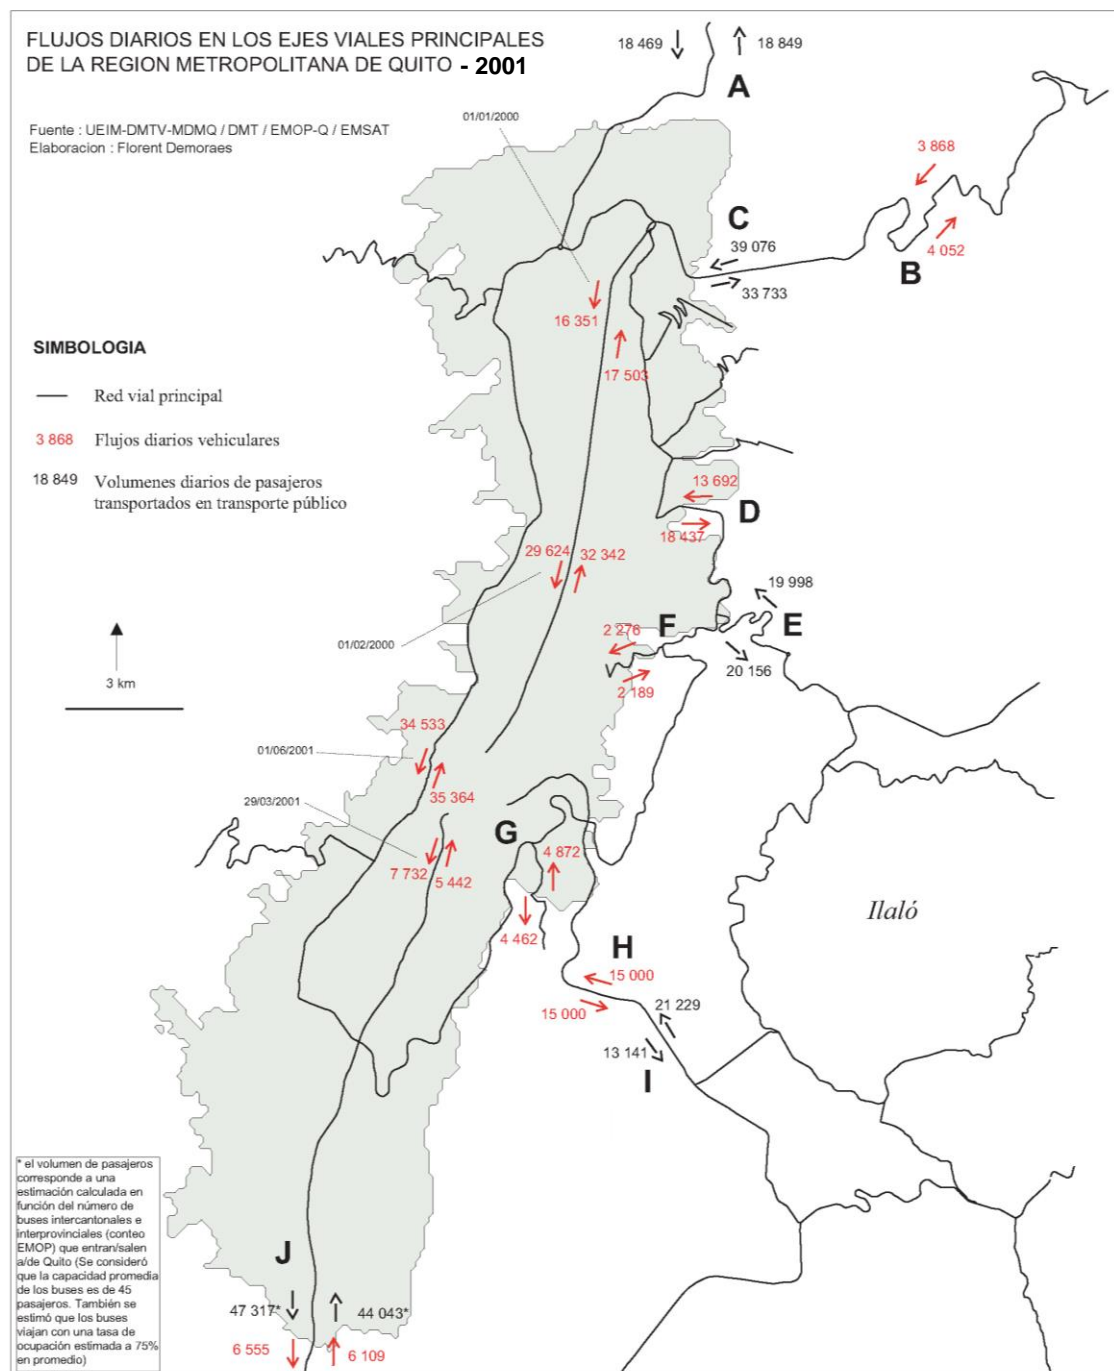 FLUJOS DIARIOS EN LOS EJES VIALES PRINCIPALES
DE LA REGION METROPOLITANA DE QUITO - 2001
Fuente : UEIM-DMTV-MDMQ / DMT / EMOP-Q / EMSAT
Elaboracion : Florent Demoraes
18 469
18 849
A
01/01/2000
3 868
4 052
B
C
39 076
33 733
16 351
17 503
SIMBOLOGIA
Red vial principal
3 868 Flujos diarios vehiculares
18 849 Volumenes diarios de pasajeros
transportados en transporte público
13 692
D
18 437
29 624
32 342
01/02/2000
19 998
E
F
2 276
20 156
2 189
3 km
34 533
01/06/2001
35 364
29/03/2001
G
7 732
5 442
4 872
4 462
Ilaló
H
15 000
15 000
21 229
13 141
I
* el volumen de pasajeros
corresponde a una
estimación calculada en
función del número de
buses intercantonales e
interprovinciales (conteo
EMOP) que entran/salen
a/de Quito (Se consideró
que la capacidad promedia
de los buses es de 45
pasajeros. También se
estimó que los buses
viajan con una tasa de
ocupación estimada a 75%
en promedio)
J
47 317*
44 043*
6 555
6 109